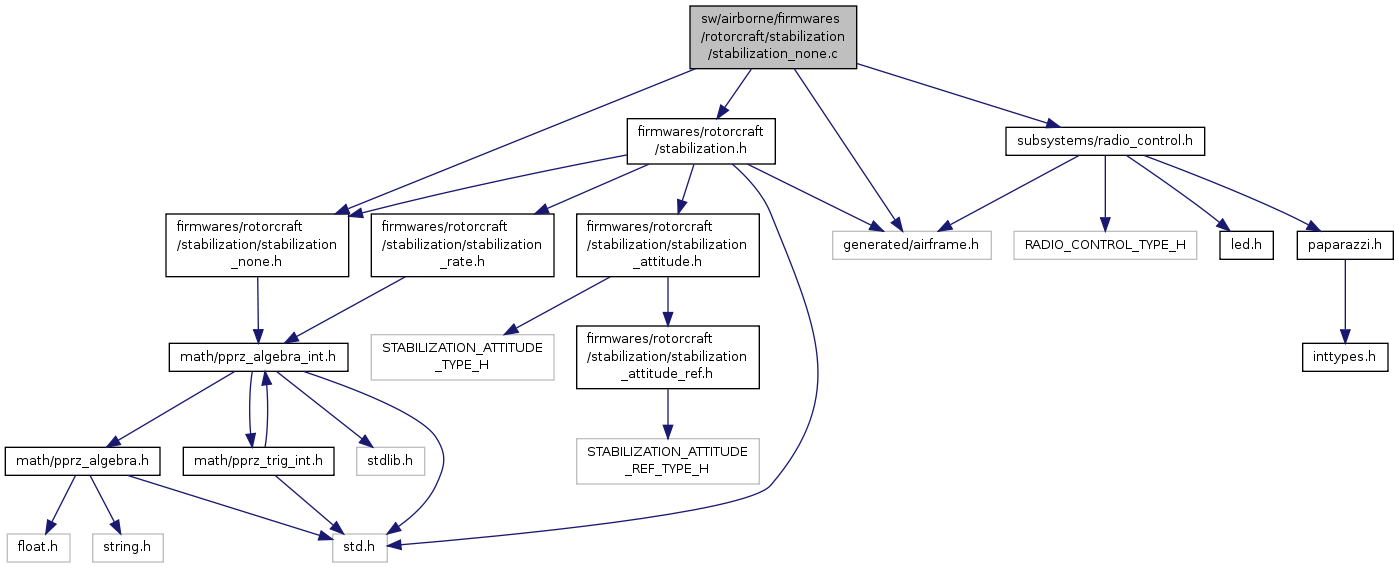 sw/airborne/firmwares
/rotorcraft/stabilization
/stabilization_none.c
firmwares/rotorcraft
/stabilization.h
subsystems/radio_control.h
firmwares/rotorcraft
/stabilization/stabilization
_none.h
firmwares/rotorcraft
/stabilization/stabilization
_rate.h
firmwares/rotorcraft
/stabilization/stabilization
_attitude.h
generated/airframe.h
RADIO_CONTROL_TYPE_H
led.h
paparazzi.h
math/pprz_algebra_int.h
STABILIZATION_ATTITUDE
_TYPE_H
firmwares/rotorcraft
/stabilization/stabilization
_attitude_ref.h
inttypes.h
math/pprz_algebra.h
math/pprz_trig_int.h
stdlib.h
STABILIZATION_ATTITUDE
_REF_TYPE_H
float.h
string.h
std.h